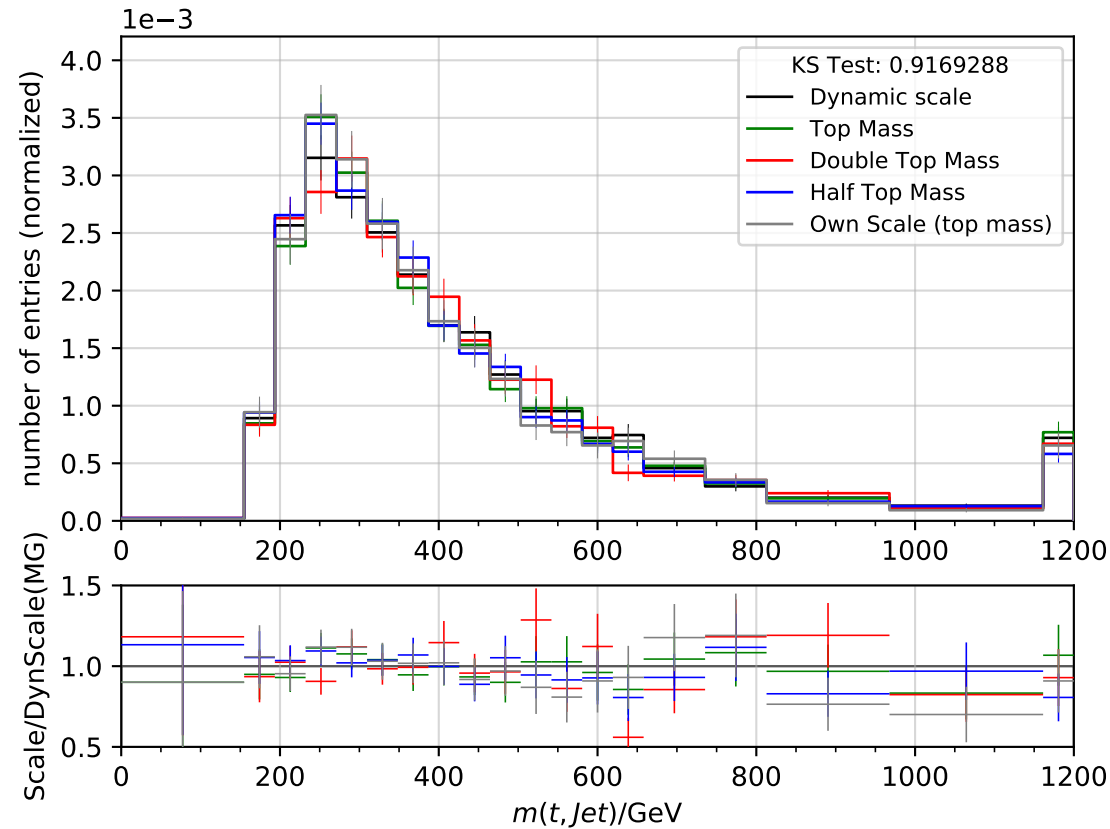 1e−3
number of entries (normalized)
4.0
3.5
3.0
2.5
2.0
1.5
1.0
0.5
0.0
KS Test: 0.9169288
Dynamic scale
Top Mass
Double Top Mass
Half Top Mass
Own Scale (top mass)
0 200 400 600 800 1000 1200
Scale/DynScale(MG)
1.5
1.0
0.5
0 200 400 600 800 1000 1200
m(t, Jet)/GeV